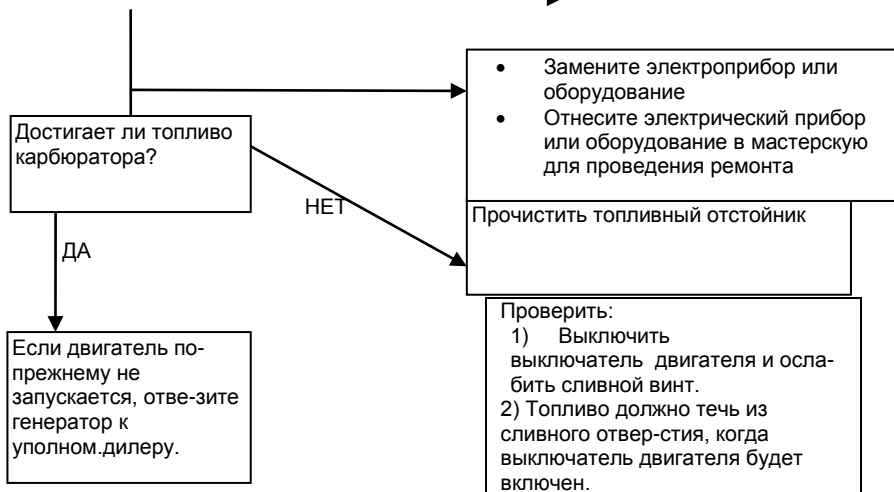 • Замените электроприбор или
оборудование
• Отнесите электрический прибор
или оборудование в мастерскую
для проведения ремонта
Достигает ли топливо
карбюратора?
НЕТ
Прочистить топливный отстойник
ДА
Если двигатель по-
прежнему не
запускается, отве-зите
генератор к
уполном.дилеру.
Проверить:
1) Выключить
выключатель двигателя и осла-
бить сливной винт.
2) Топливо должно течь из
сливного отвер-стия, когда
выключатель двигателя будет
включен.